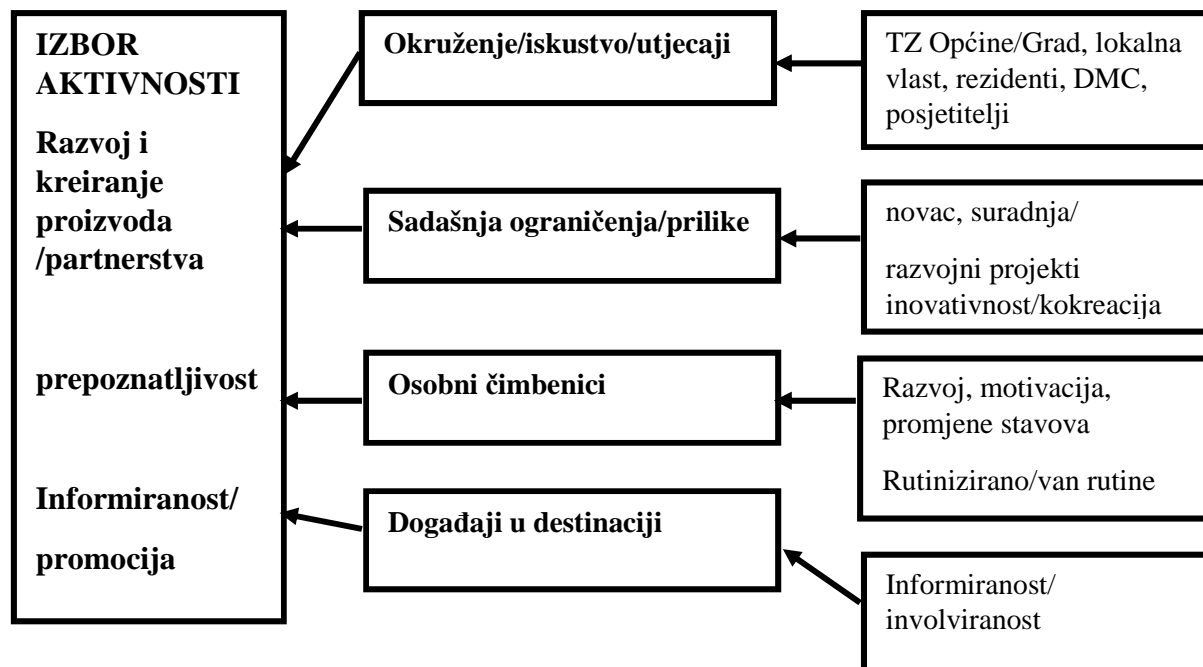 IZBOR
AKTIVNOSTI
Razvoj i
kreiranje
proizvoda
/partnerstva
prepoznatljivost
Informiranost/
promocija
Okruženje/iskustvo/utjecaji
Sadašnja ograničenja/prilike
Osobni čimbenici
Događaji u destinaciji
TZ Općine/Grad, lokalna
vlast, rezidenti, DMC,
posjetitelji
novac, suradnja/
razvojni projekti
inovativnost/kokreacija
Razvoj, motivacija,
promjene stavova
Rutinizirano/van rutine
Informiranost/
involviranost